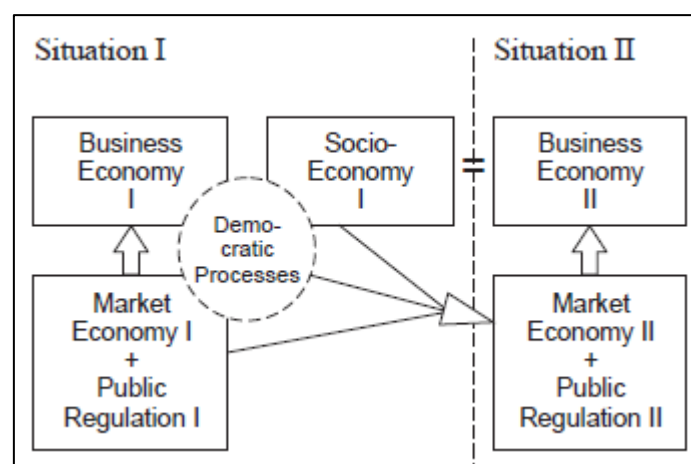 Situation I
Situation II
Business
Economy
I
Socio-
Economy
I
=
Business
Economy
II
Demo-
cratic
Processes
Market
Economy I
+
Public
Regulation I
Market
Economy II
+
Public
Regulation II